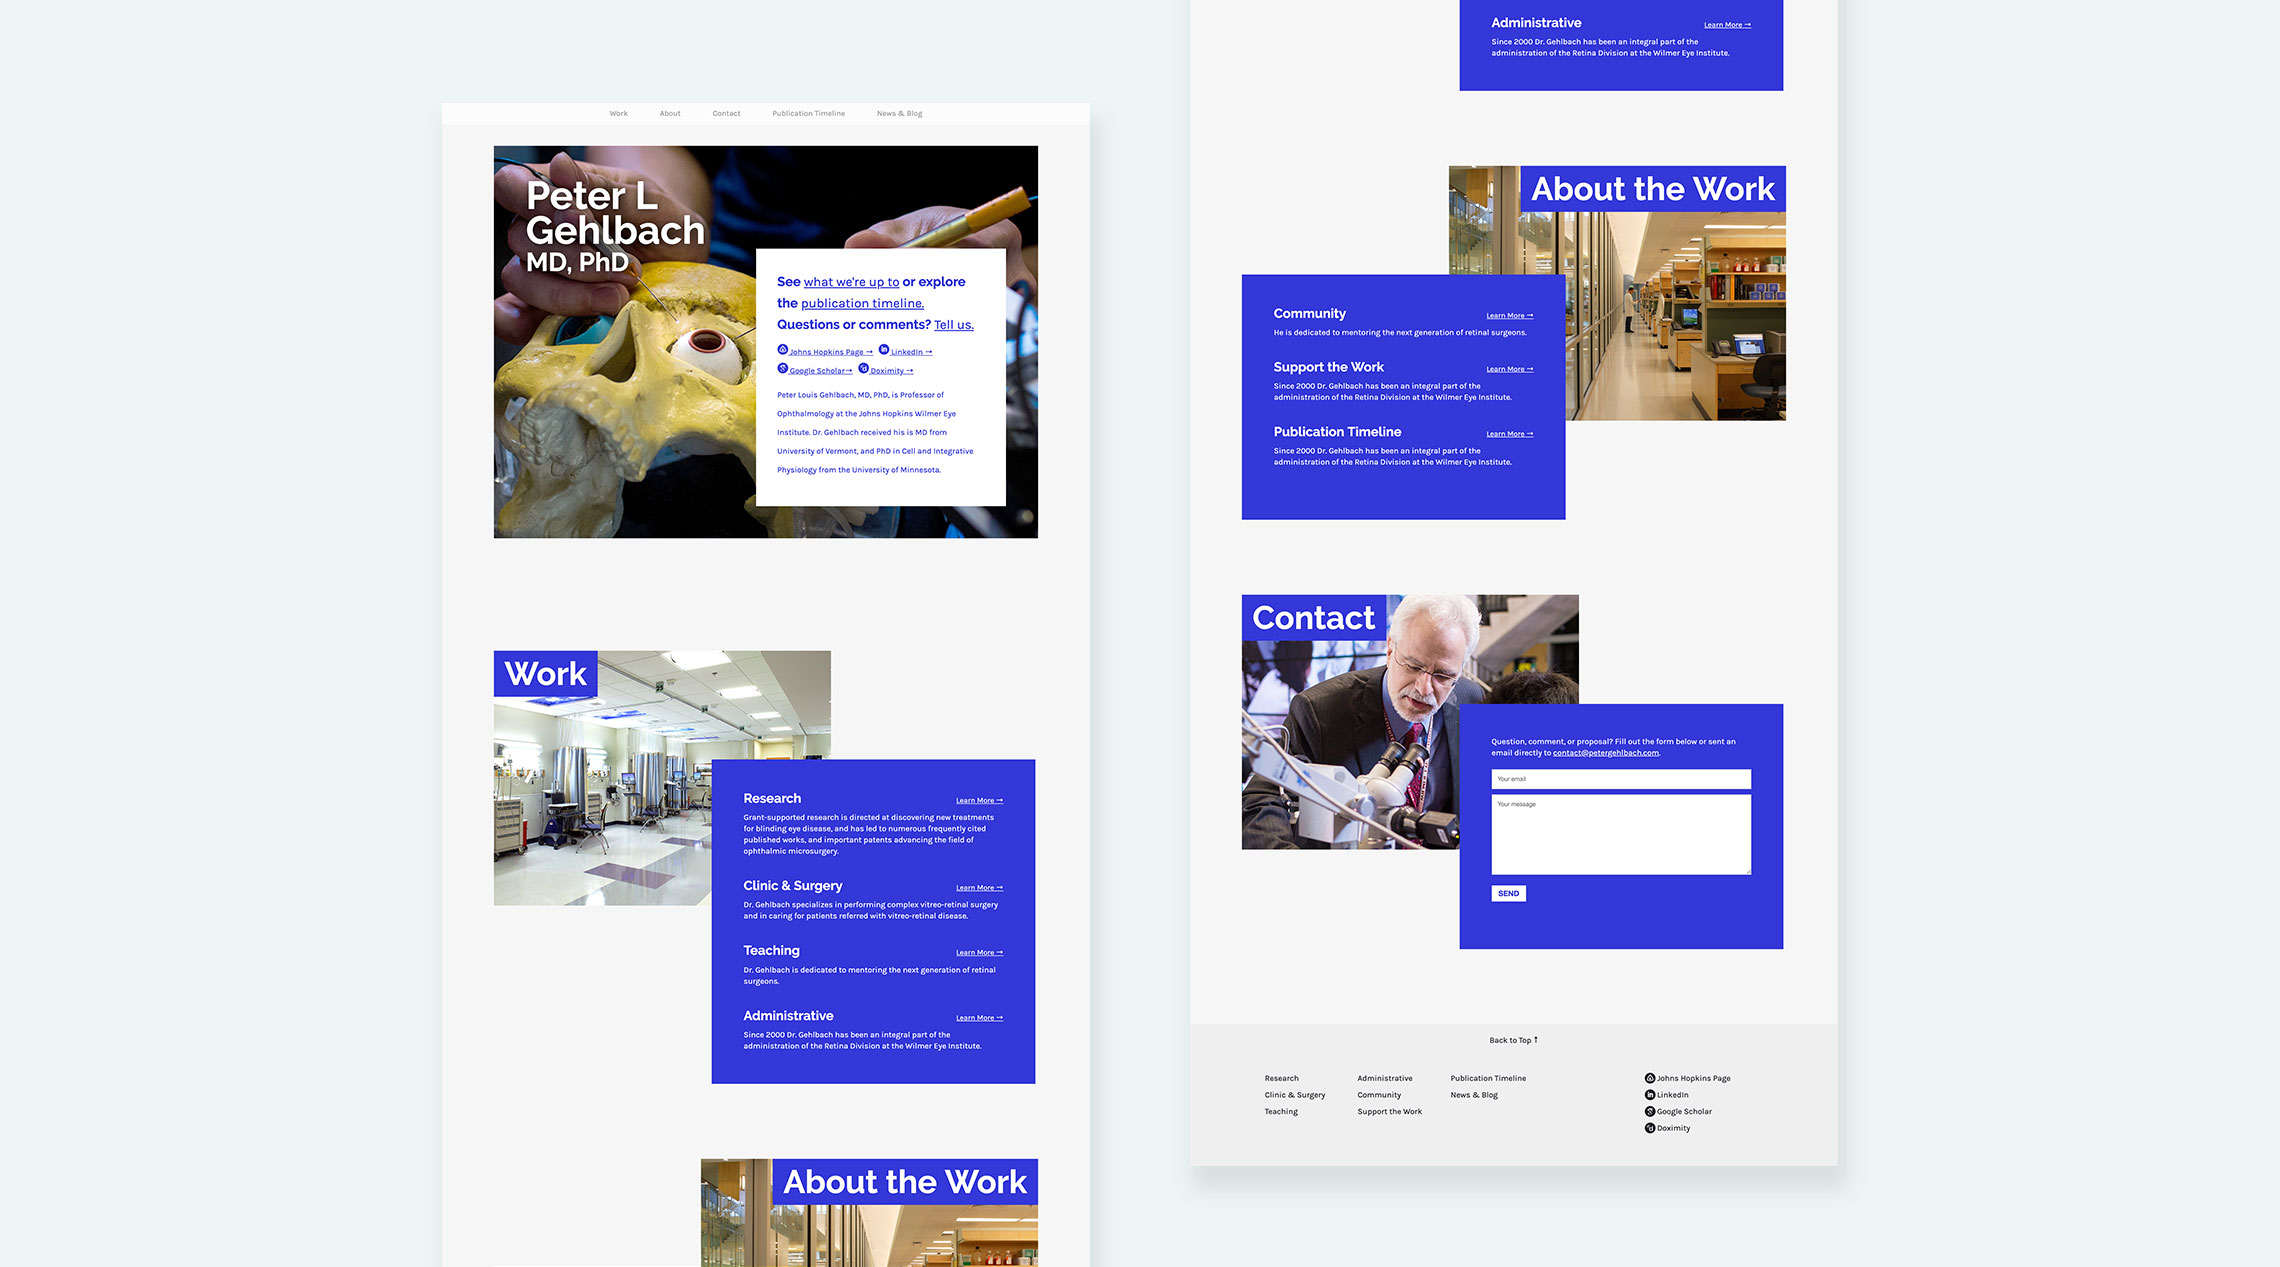 Work About Contact Publication Timeline News & Blog
Peter L
Gehlbach
MD, PhD
See what we're up to or explore
the publication timeline.
Questions or comments? Tell us.
Johns Hopkins Page → LinkedIn →
Google Scholar→ Doximity →
Peter Louis Gehlbach, MD, PhD, is Professor of
Ophthalmology at the Johns Hopkins Wilmer Eye
Institute. Dr. Gehlbach received his is MD from
University of Vermont, and PhD in Cell and Integrative
Physiology from the University of Minnesota.
Work
Research Learn More →
Grant-supported research is directed at discovering new treatments
for blinding eye disease, and has led to numerous frequently cited
published works, and important patents advancing the field of
ophthalmic microsurgery.
Clinic & Surgery Learn More →
Dr. Gehlbach specializes in performing complex vitreo-retinal surgery
and in caring for patients referred with vitreo-retinal disease.
Teaching Learn More →
Dr. Gehlbach is dedicated to mentoring the next generation of retinal
surgeons.
Administrative Learn More →
Since 2000 Dr. Gehlbach has been an integral part of the
administration of the Retina Division at the Wilmer Eye Institute.
About the Work
Administrative Learn More →
Since 2000 Dr. Gehlbach has been an integral part of the
administration of the Retina Division at the Wilmer Eye Institute.
About the Work
Community Learn More →
He is dedicated to mentoring the next generation of retinal surgeons.
Support the Work Learn More →
Since 2000 Dr. Gehlbach has been an integral part of the
administration of the Retina Division at the Wilmer Eye Institute.
Publication Timeline Learn More →
Since 2000 Dr. Gehlbach has been an integral part of the
administration of the Retina Division at the Wilmer Eye Institute.
Contact
Question, comment, or proposal? Fill out the form below or sent an
email directly to contact@petergehlbach.com.
Your email
Your message
SEND
Back to Top ↑
Research Administrative Publication Timeline Johns Hopkins Page
Clinic & Surgery Community News & Blog LinkedIn
Teaching Support the Work Google Scholar
Doximity